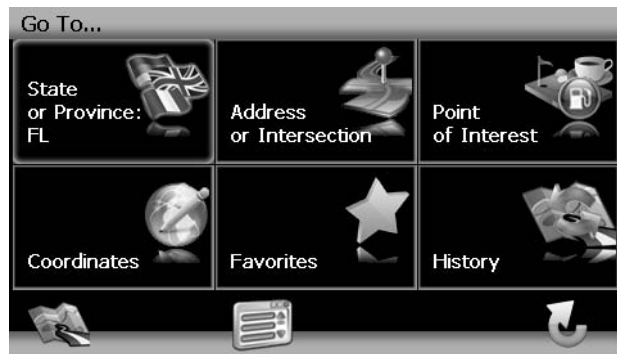 Go To...
State
or Province:
FL
Address
or Intersection
Point
of Interest
Coordinates
Favorites
History